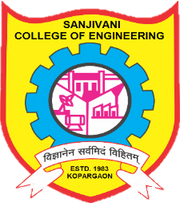 SANJIVANI
COLLEGE OF ENGINEERING
विज्ञानेन सर्वमिदं विहितम्
ESTD. 1983
KOPARGAON